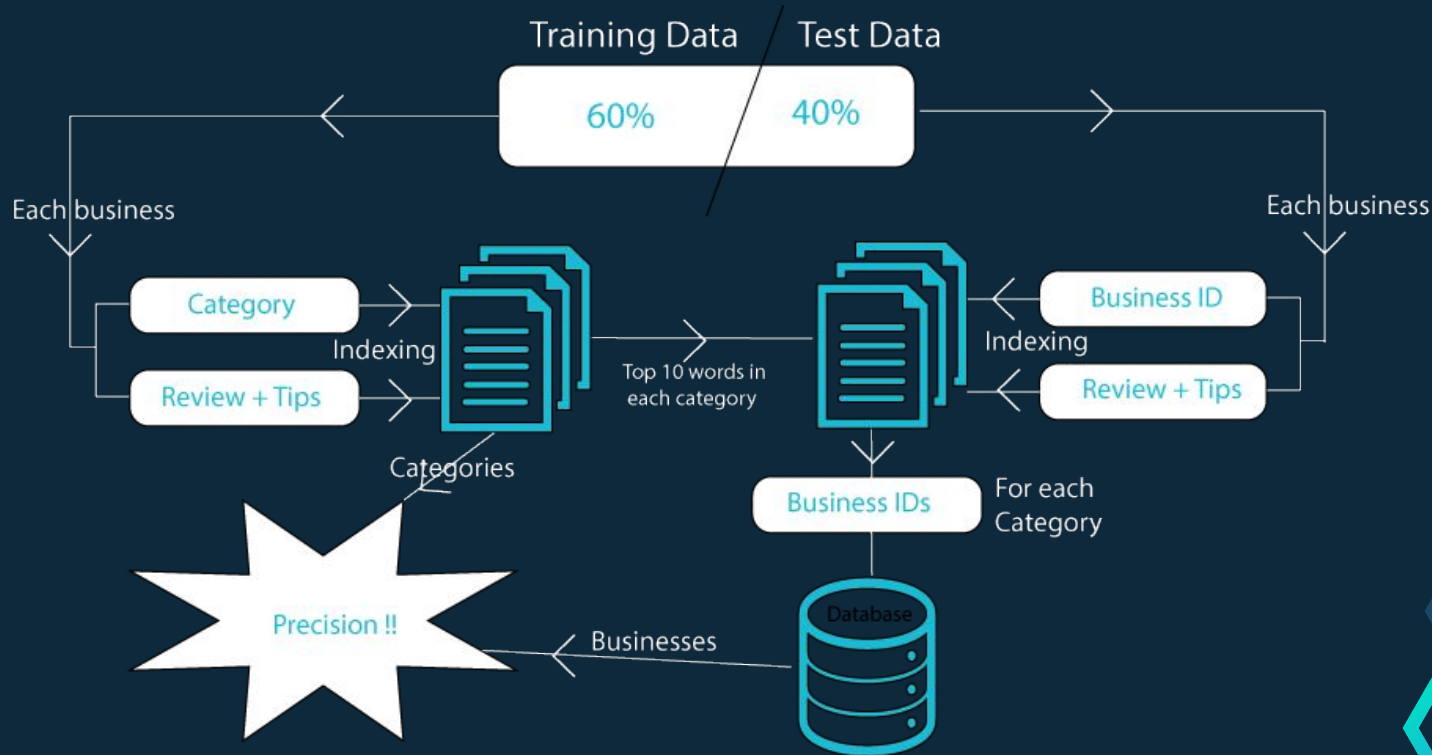 Training Data
Test Data
60%
40%
Each business
Each business
Category
Indexing
Review + Tips
Top 10 words in
each category
Business ID
Indexing
Review + Tips
Categories
Business IDs
For each
Category
Precision !!
Businesses
Database